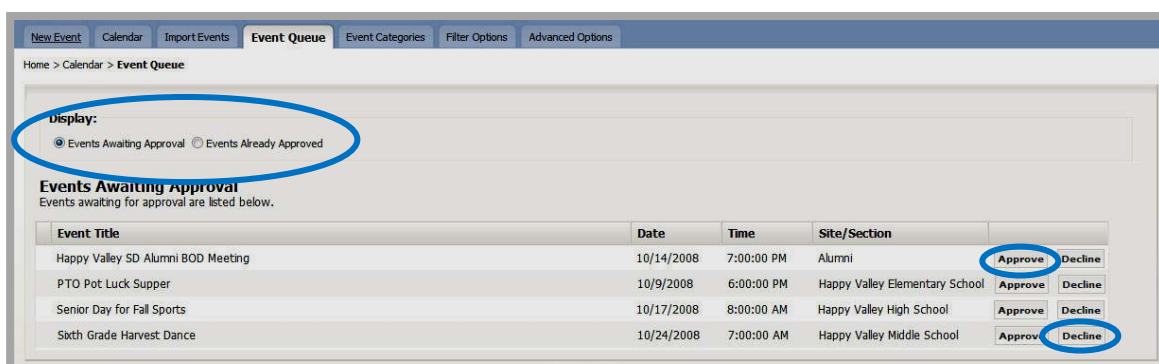 New Event Calendar Import Events Event Queue Event Categories Filter Options Advanced Options
Home > Calendar > Event Queue
Display:
Events Awaiting Approval Events Already Approved
Events Awaiting Approval
Events awaiting for approval are listed below.
Event Title Date Time Site/Section
Happy Valley SD Alumni BOD Meeting 10/14/2008 7:00:00 PM Alumni Approve Decline
PTO Pot Luck Supper 10/9/2008 6:00:00 PM Happy Valley Elementary School Approve Decline
Senior Day for Fall Sports 10/17/2008 8:00:00 AM Happy Valley High School Approve Decline
Sixth Grade Harvest Dance 10/24/2008 7:00:00 AM Happy Valley Middle School Approve Decline